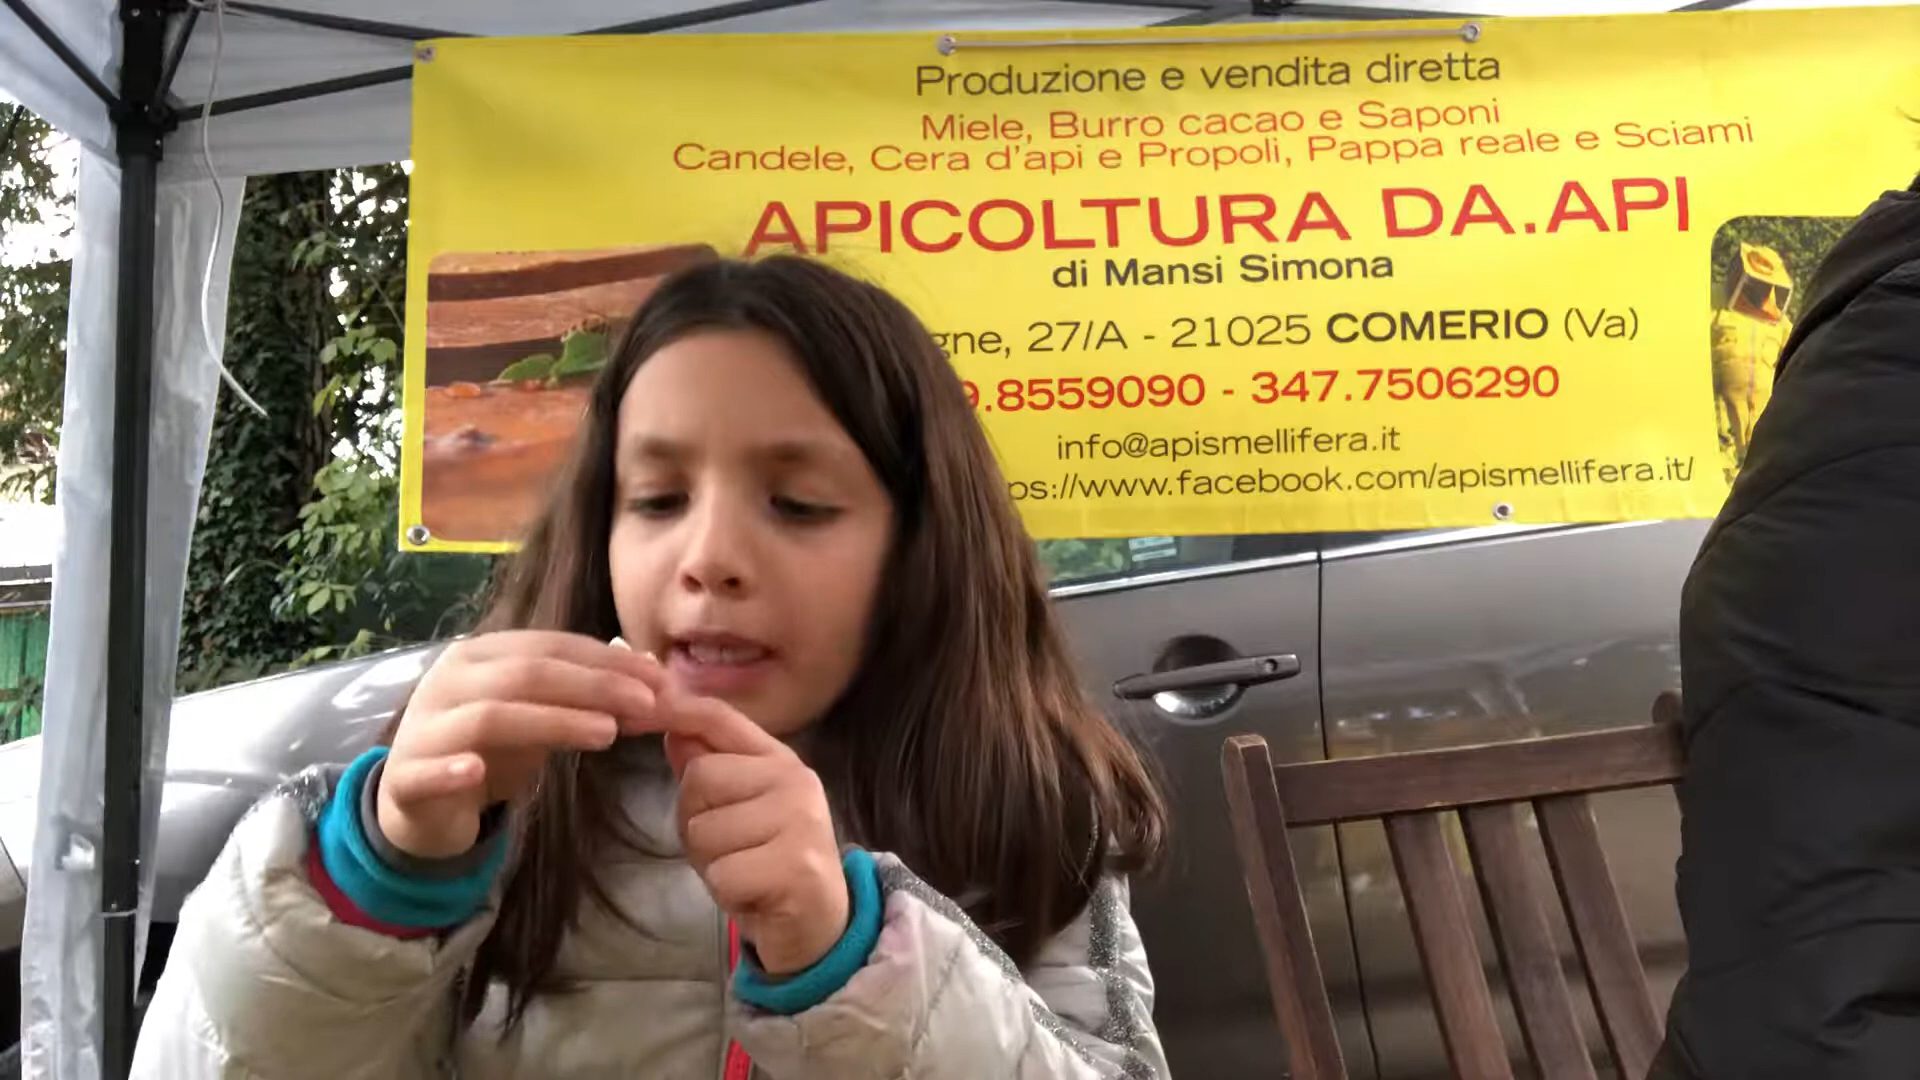 Produzione e vendita diretta
Miele, Burro cacao e Saponi
Candele, Cera d'api e Propoli, Pappa reale e Sciami
APICOLTURA DA.API
di Mansi Simona
27/A - 21025 COMERIO (Va)
8559090 - 347.7506290
info@apismellifera.it
ps://www.facebook.com/apismellifera.it/